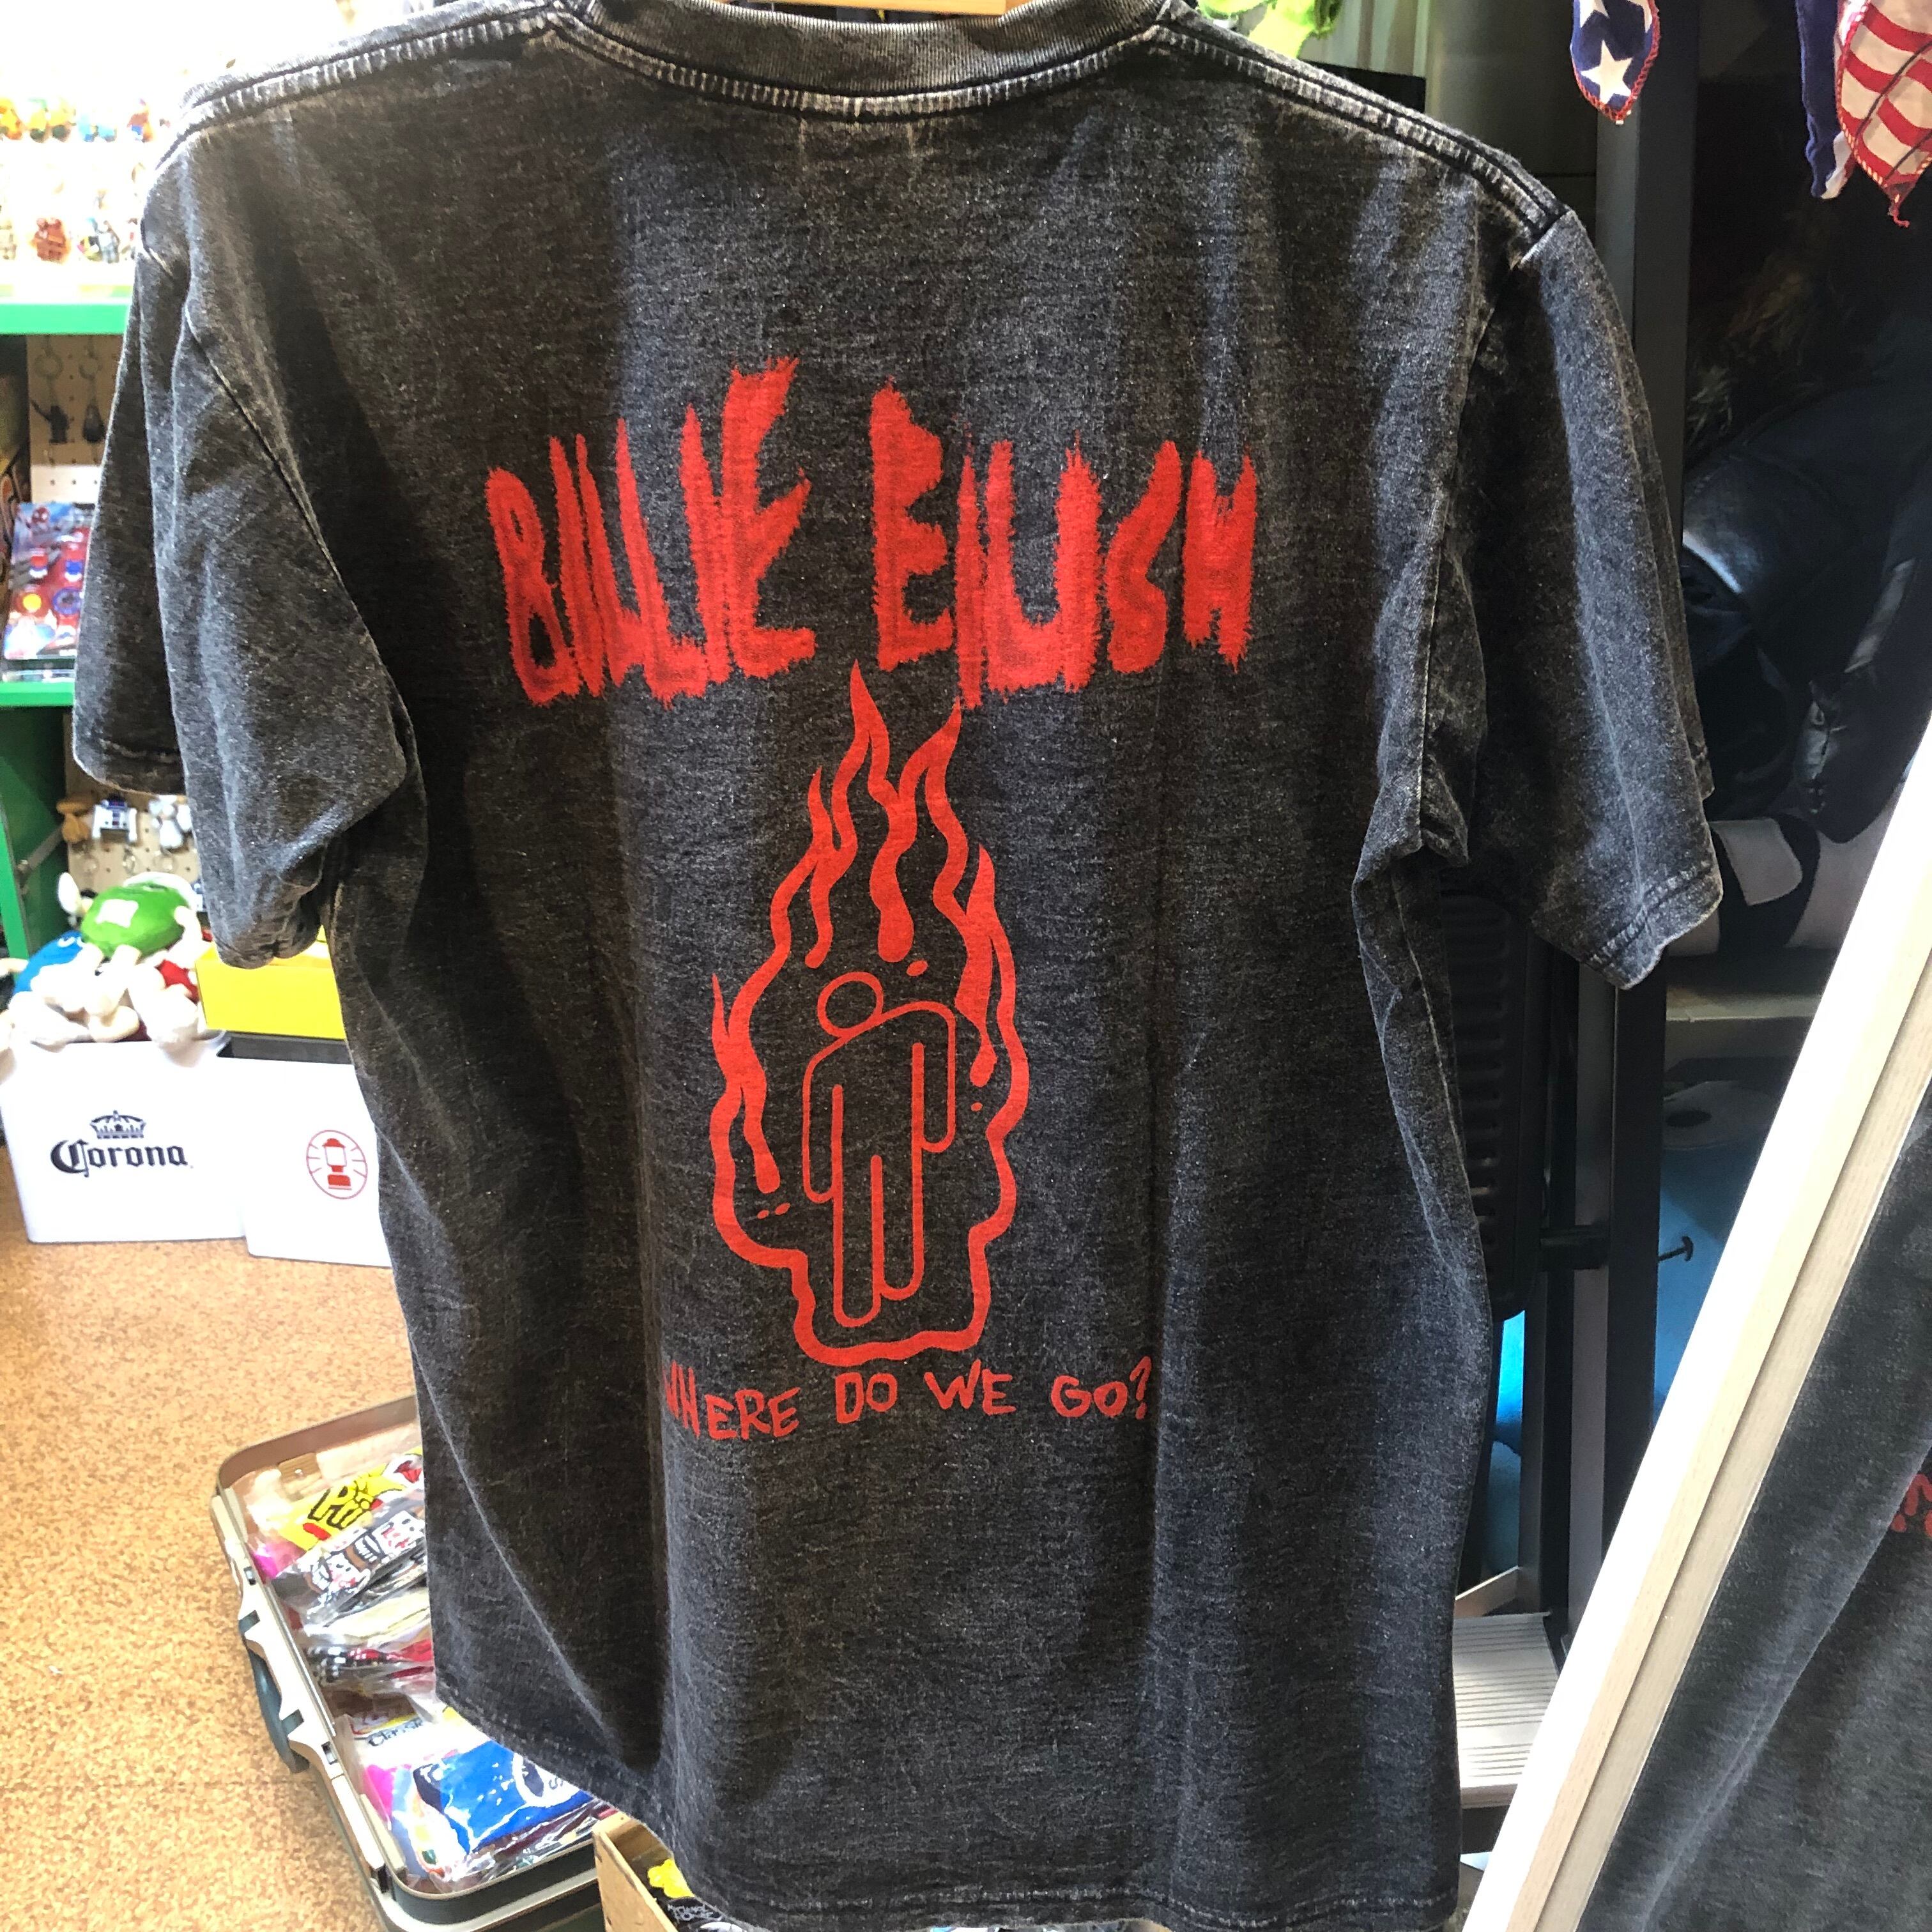 BILLIE EILISH
WHERE DO WE GO?
Corona